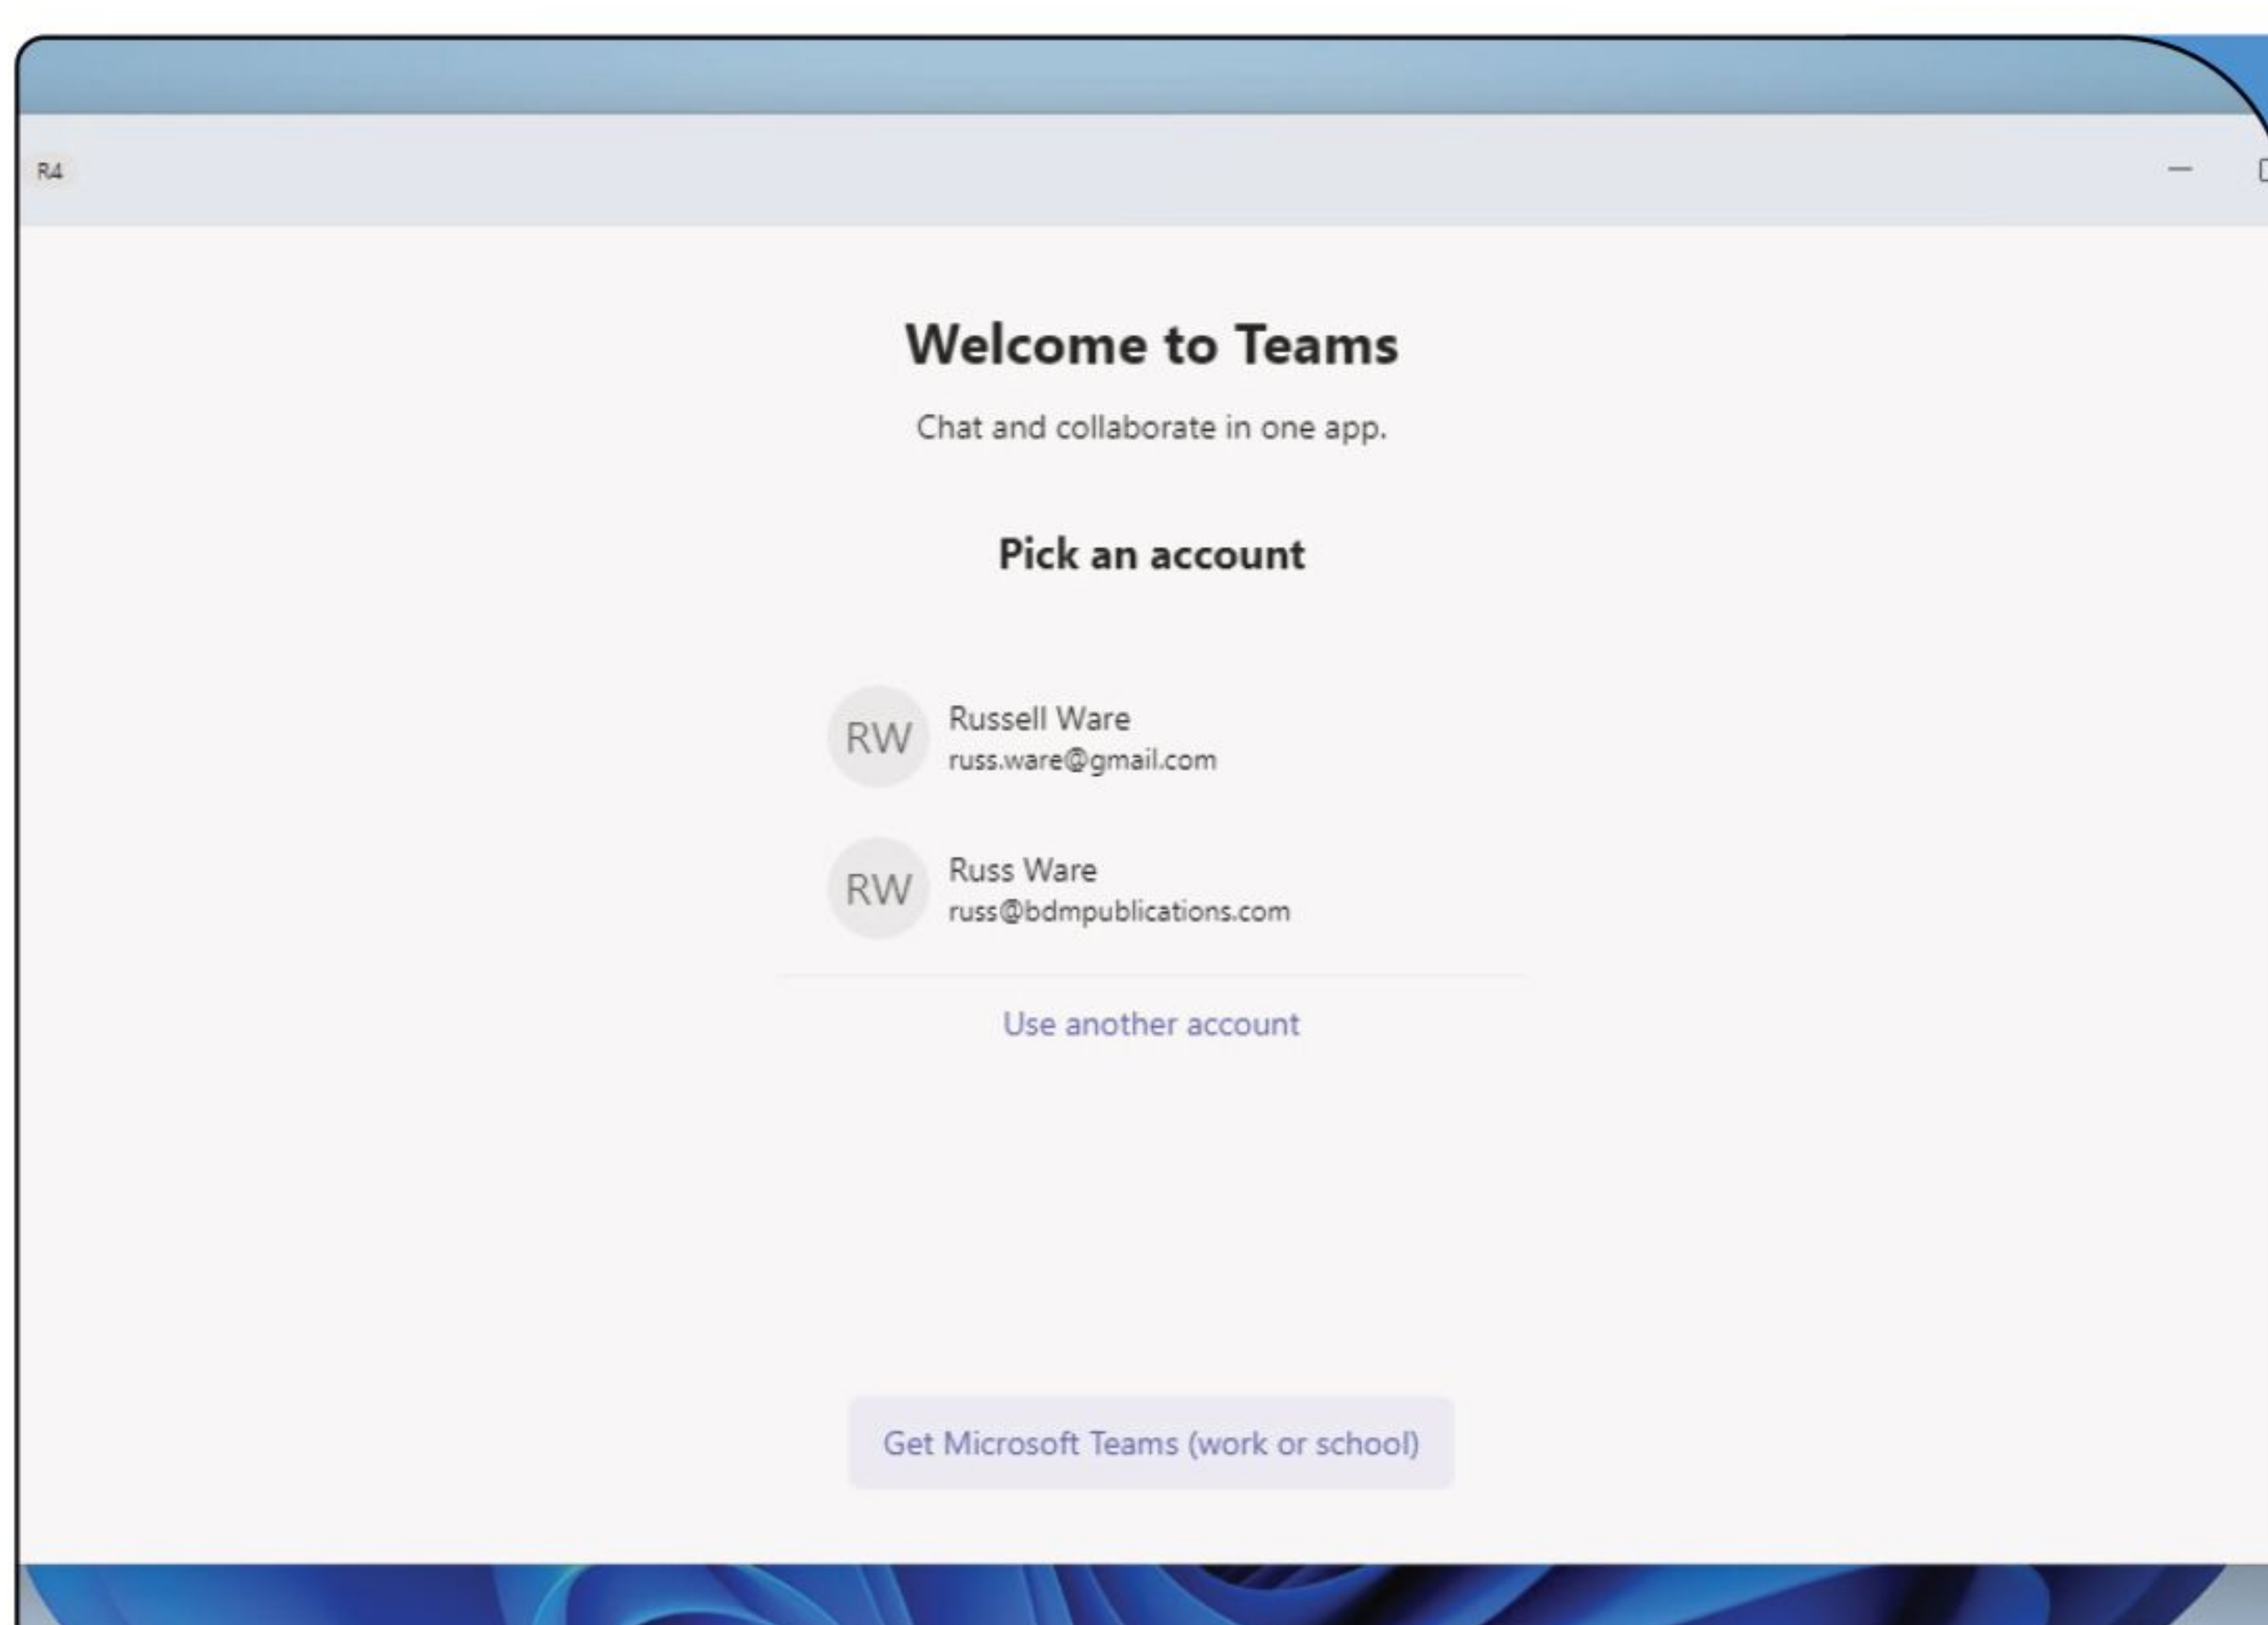 R4
Welcome to Teams
Chat and collaborate in one app.
Pick an account
RW
Russell Ware
russ.ware@gmail.com
RW
Russ Ware
russ@bdmpublications.com
Use another account
Get Microsoft Teams (work or school)